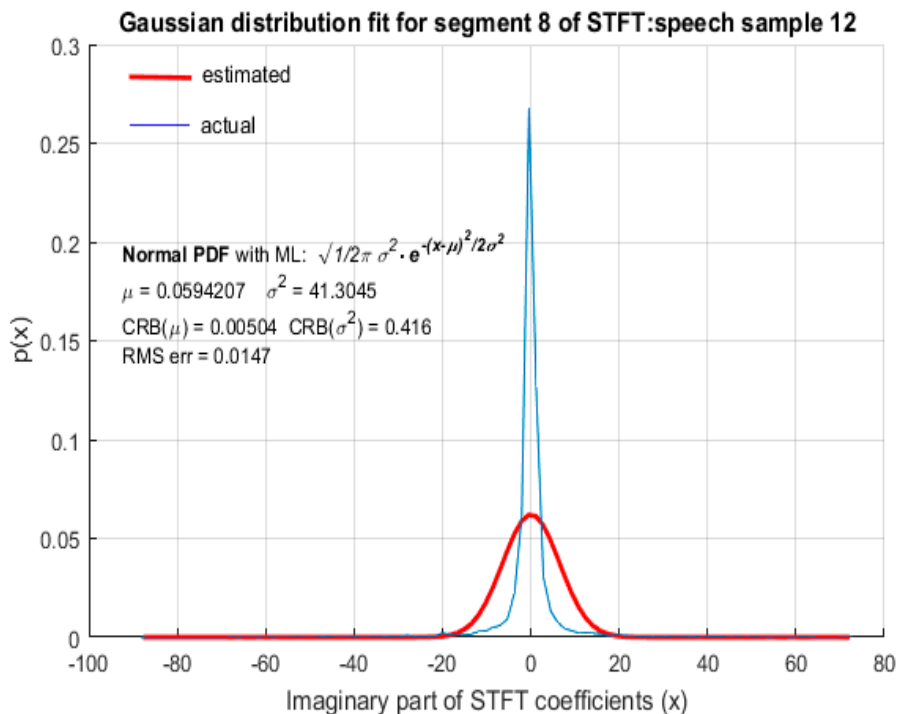 Gaussian distribution fit for segment 8 of STFT:speech sample 12
0.3
estimated
actual
0.25
0.2
Normal PDF with ML: √1/2π σ²·e^-(x-μ)²/2σ²
μ = 0.0594207 σ² = 41.3045
CRB(μ) = 0.00504 CRB(σ²) = 0.416
RMS err = 0.0147
0.15
p(x)
0.1
0.05
0
-100 -80 -60 -40 -20 0 20 40 60 80
Imaginary part of STFT coefficients (x)